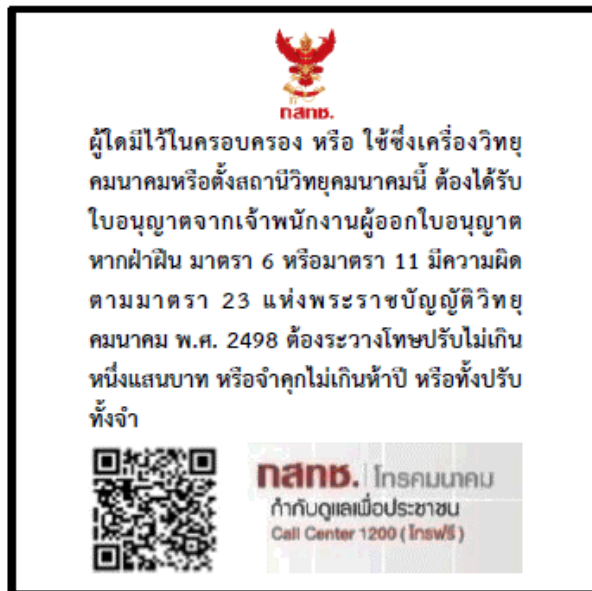 กสทช.
ผู้ใดมีไว้ในครอบครอง หรือ ใช้ซึ่งเครื่องวิทยุ
คมนาคมหรือตั้งสถานีวิทยุคมนาคมนี้ ต้องได้รับ
ใบอนุญาตจากเจ้าพนักงานผู้ออกใบอนุญาต
หากฝ่าฝืน มาตรา 6 หรือมาตรา 11 มีความผิด
ตามมาตรา 23 แห่งพระราชบัญญัติวิทยุ
คมนาคม พ.ศ. 2498 ต้องระวางโทษปรับไม่เกิน
หนึ่งแสนบาท หรือจำคุกไม่เกินห้าปี หรือทั้งปรับ
ทั้งจำ
กสทช. | โทรคมนาคม
กำกับดูแลเพื่อประชาชน
Call Center 1200 ( โทรฟรี )